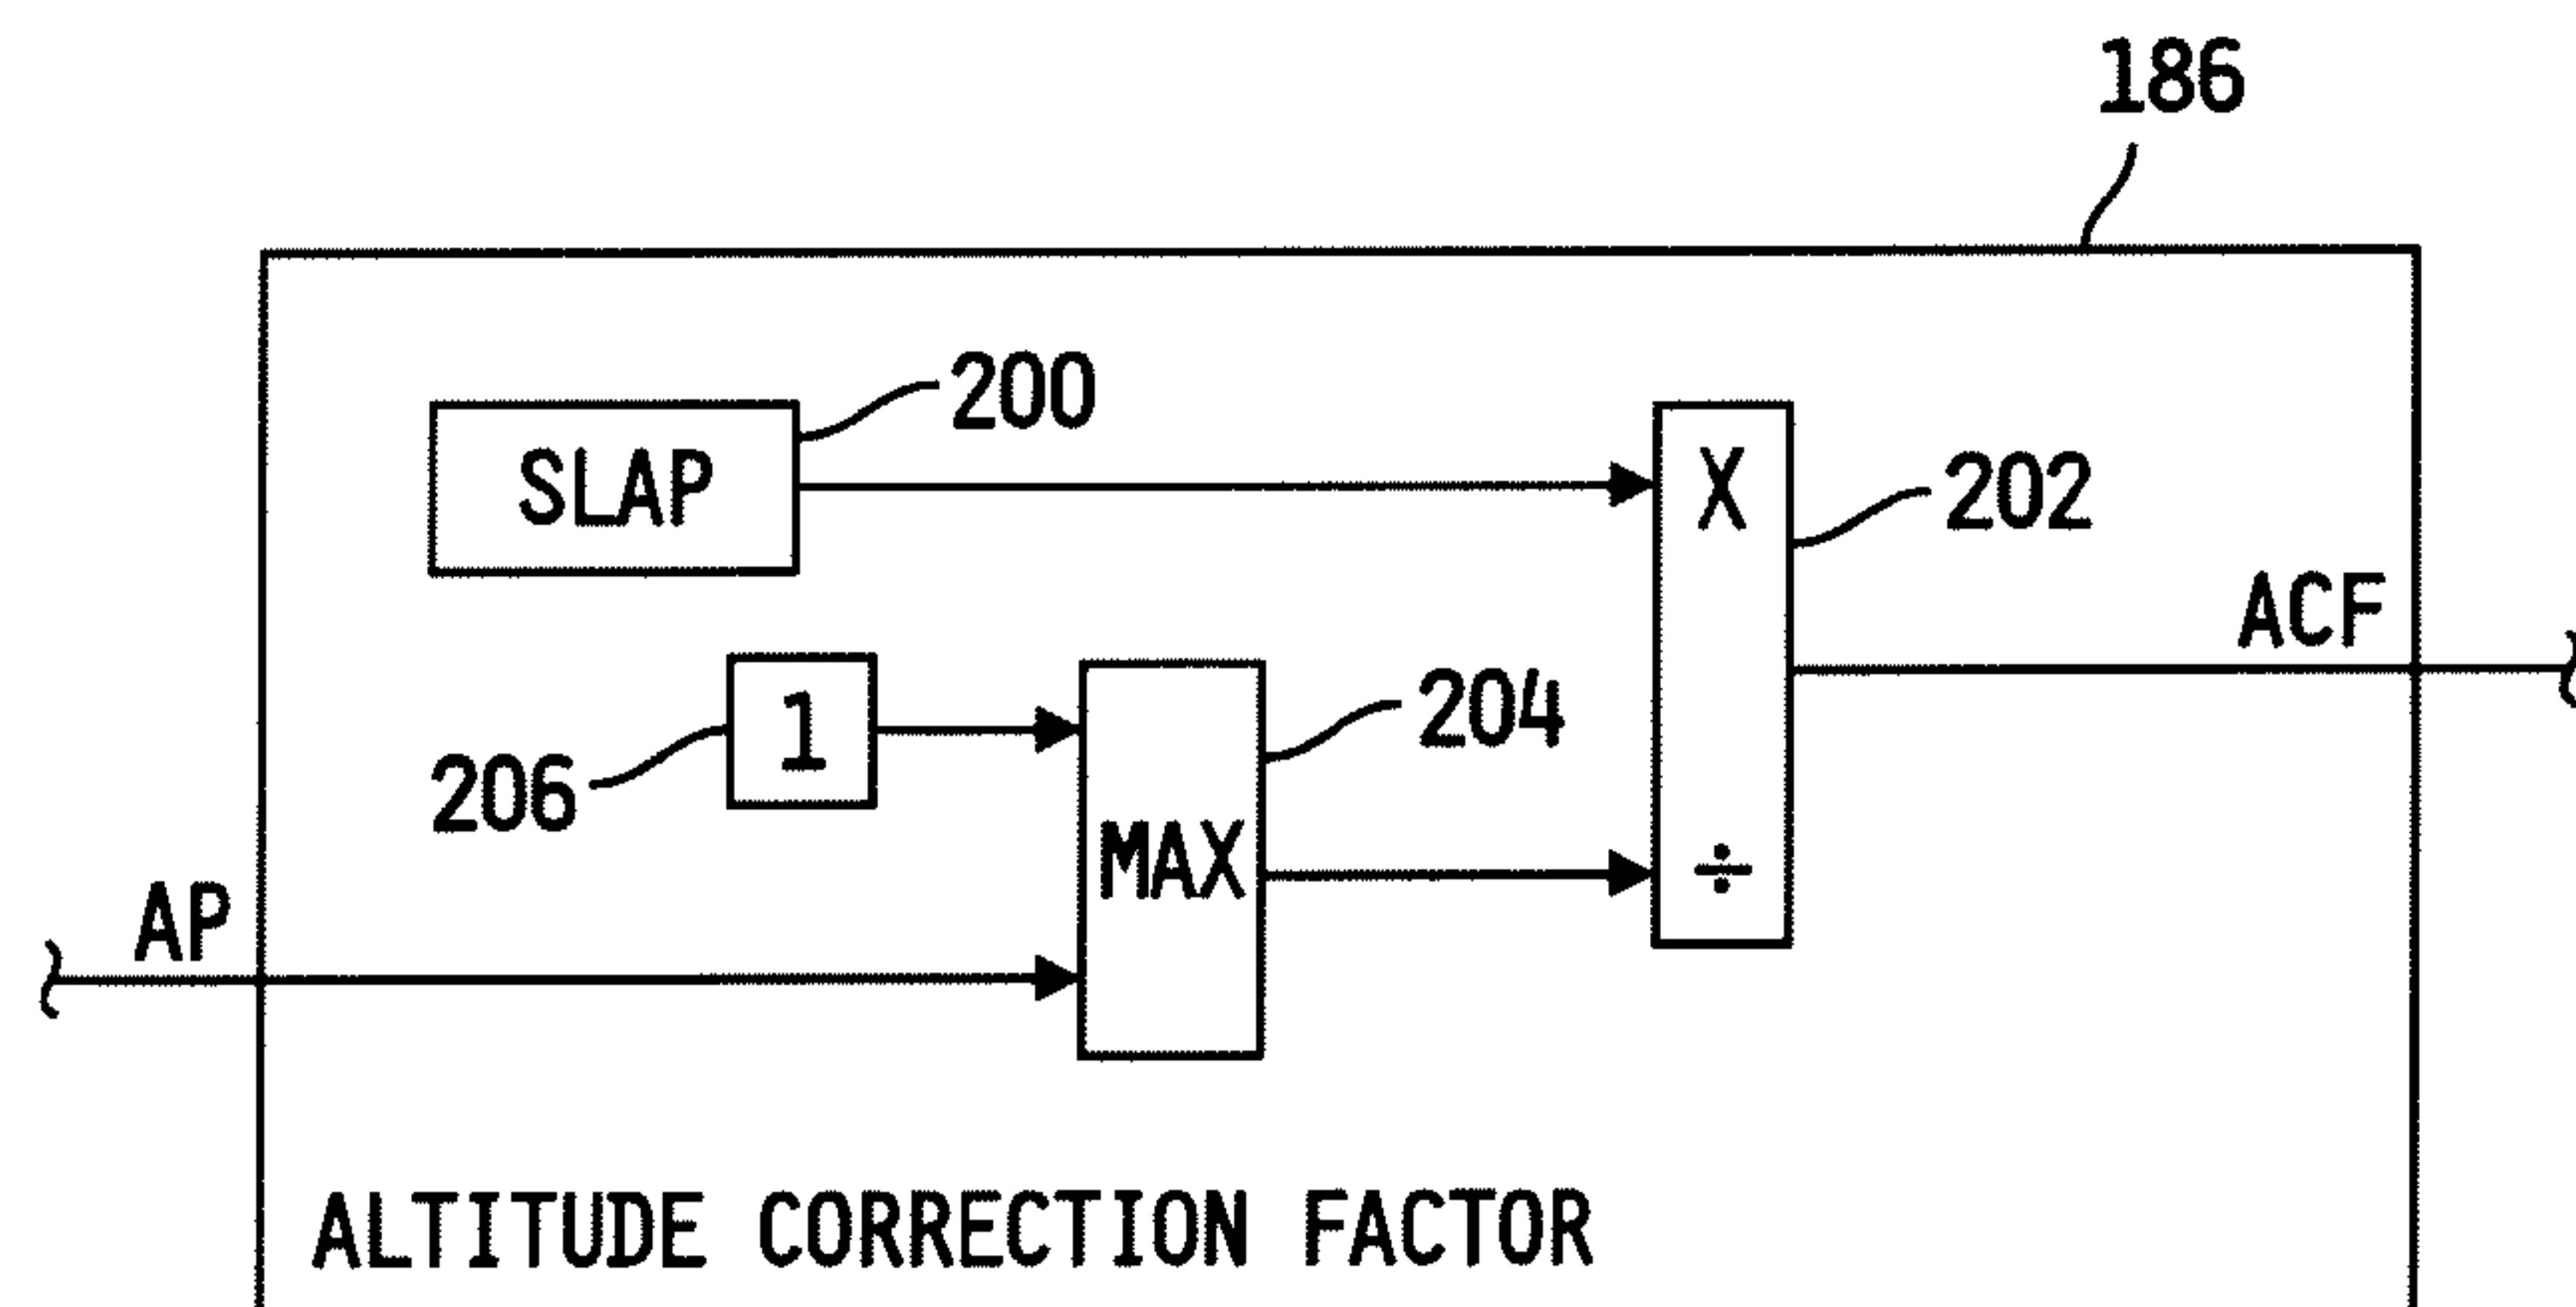 186
200
SLAP
X
202
ACF
1
204
206
MAX
÷
AP
ALTITUDE CORRECTION FACTOR